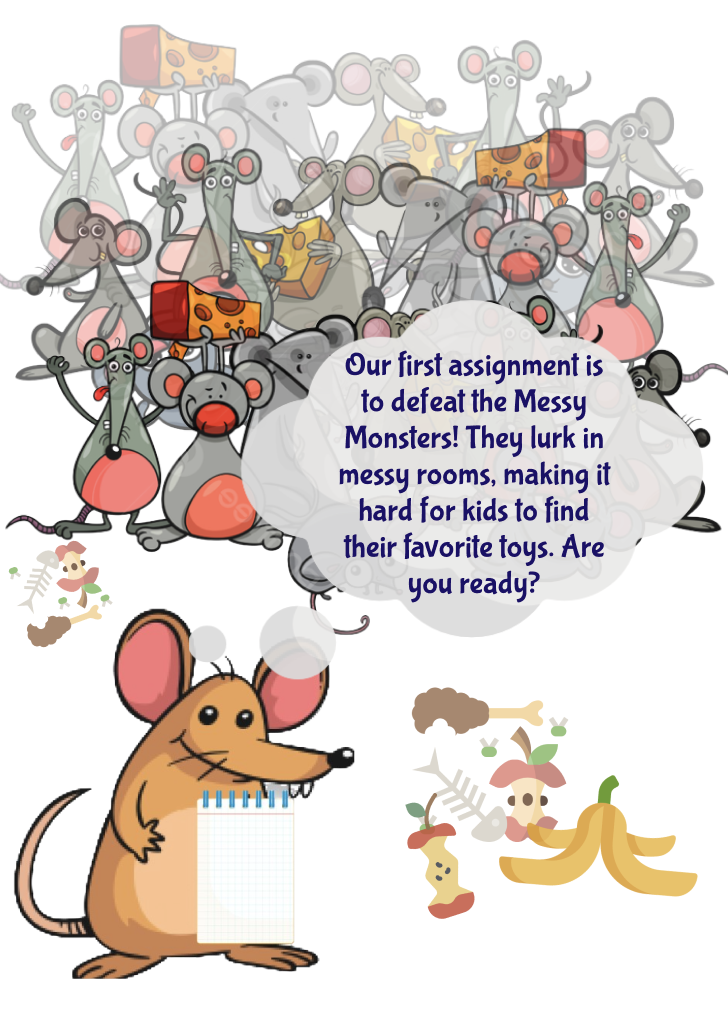 Our first assignment is
to defeat the Messy
Monsters! They lurk in
messy rooms, making it
hard for kids to find
their favorite toys. Are
you ready?